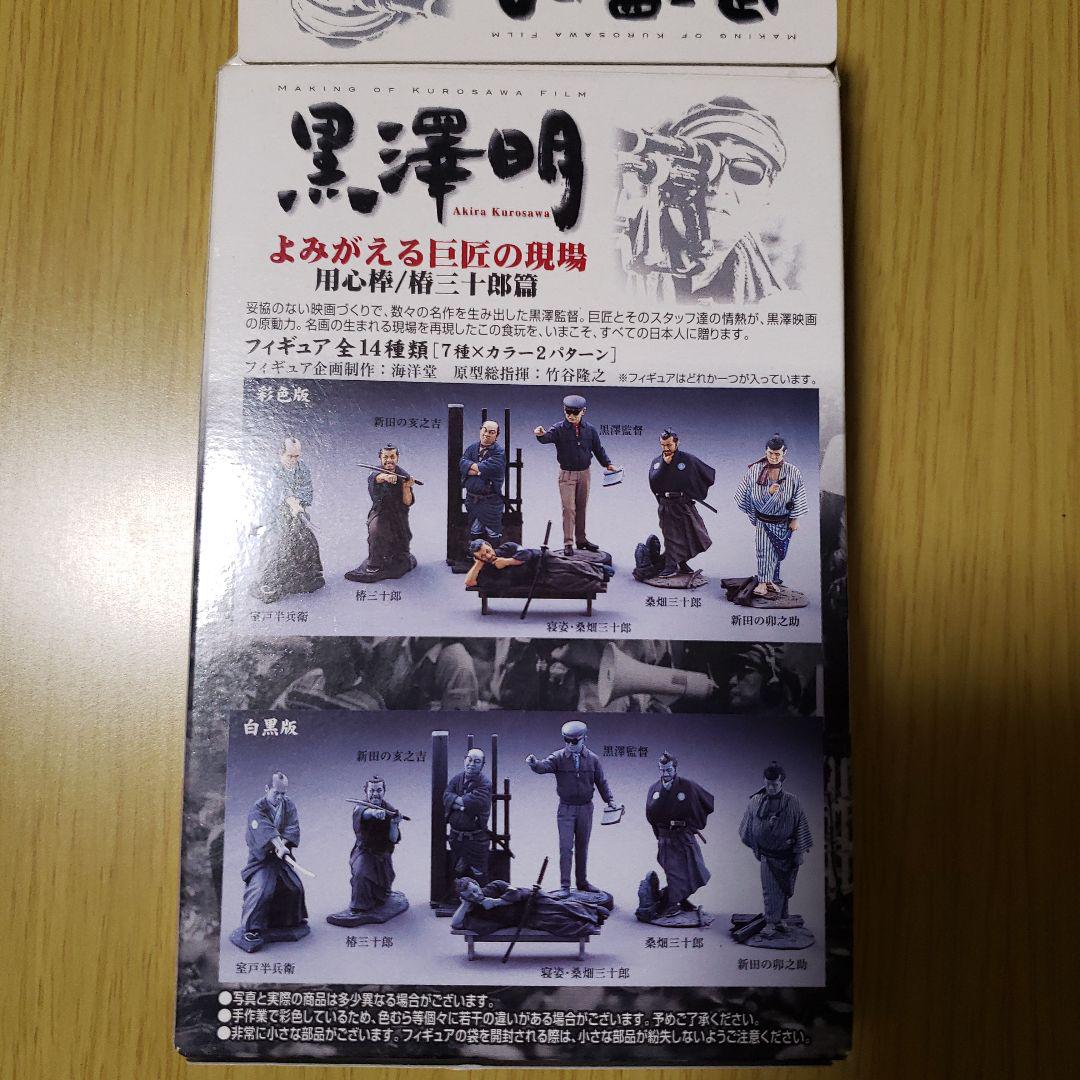 MAKING OF KUROSAWA FILM
MAKING OF KUROSAWA FILM
黒澤明
Akira Kurosawa
よみがえる巨匠の現場
用心棒/椿三十郎篇
妥協のない映画づくりで、数々の名作を生み出した黒澤監督。巨匠とそのスタッフ達の情熱が、黒澤映画
の原動力。名画の生まれる現場を再現したこの食玩を、いまこそ、すべての日本人に贈ります。
フィギュア全14種類[7種×カラー2パターン]
フィギュア企画制作：海洋堂　原型総指揮：竹谷隆之　※フィギュアはどれか一つが入っています。
彩色版
新田の亥之吉
黒澤監督
室戸半兵衛
椿三十郎
寝姿・桑畑三十郎
桑畑三十郎
新田の卯之助
白黒版
新田の亥之吉
黒澤監督
室戸半兵衛
椿三十郎
寝姿・桑畑三十郎
桑畑三十郎
新田の卯之助
●写真と実際の商品は多少異なる場合がございます。
●手作業で彩色しているため、色むら等個々に若干の違いがある場合がございます。予めご了承ください。
●非常に小さな部品がございます。フィギュアの袋を開封される際は、小さな部品が紛失しないようご注意ください。